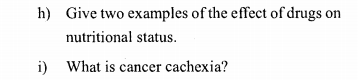 h) Give two examples of the effect of drugs on
nutritional status.
i) What is cancer cachexia?